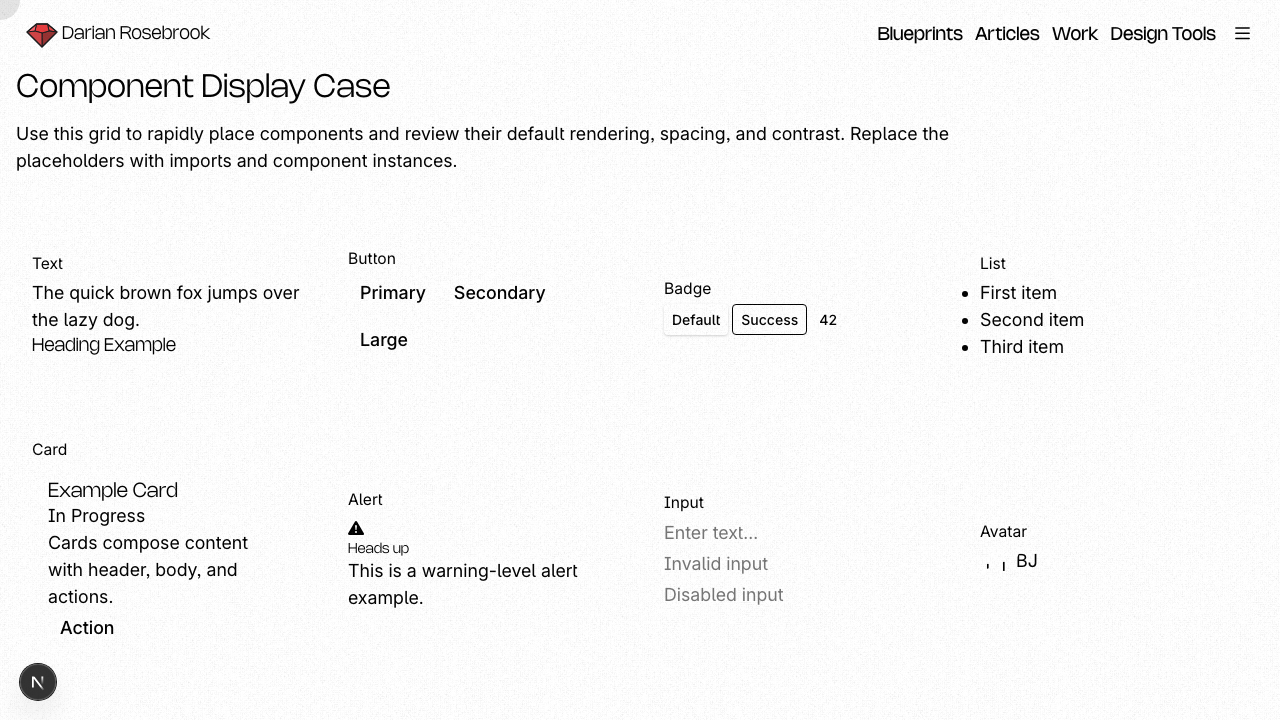 Darian Rosebrook
Blueprints Articles Work Design Tools
Component Display Case
Use this grid to rapidly place components and review their default rendering, spacing, and contrast. Replace the
placeholders with imports and component instances.
Text
The quick brown fox jumps over
the lazy dog.
Heading Example
Button
Primary Secondary
Large
Badge
Default Success 42
List
• First item
• Second item
• Third item
Card
Example Card
In Progress
Cards compose content
with header, body, and
actions.
Action
Alert
Heads up
This is a warning-level alert
example.
Input
Enter text...
Invalid input
Disabled input
Avatar
BJ
N